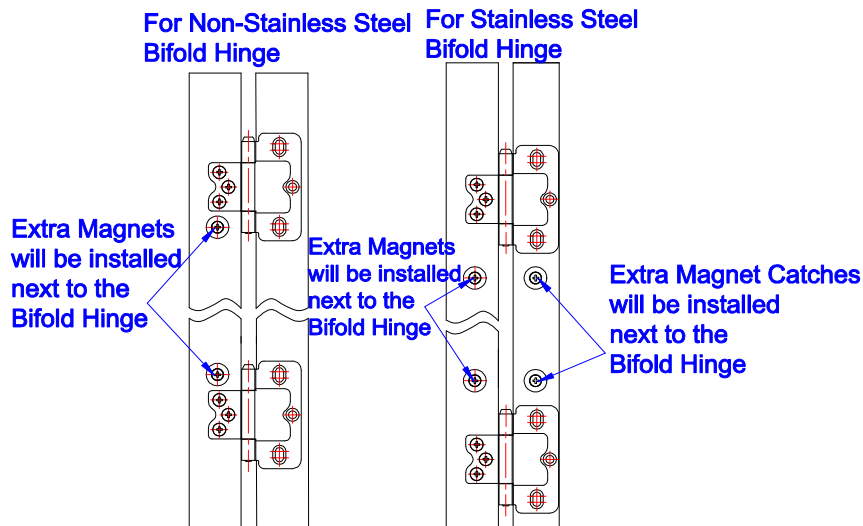 For Non-Stainless Steel
Bifold Hinge
For Stainless Steel
Bifold Hinge
Extra Magnets
will be installed
next to the
Bifold Hinge
Extra Magnets
will be installed
next to the
Bifold Hinge
Extra Magnet Catches
will be installed
next to the
Bifold Hinge